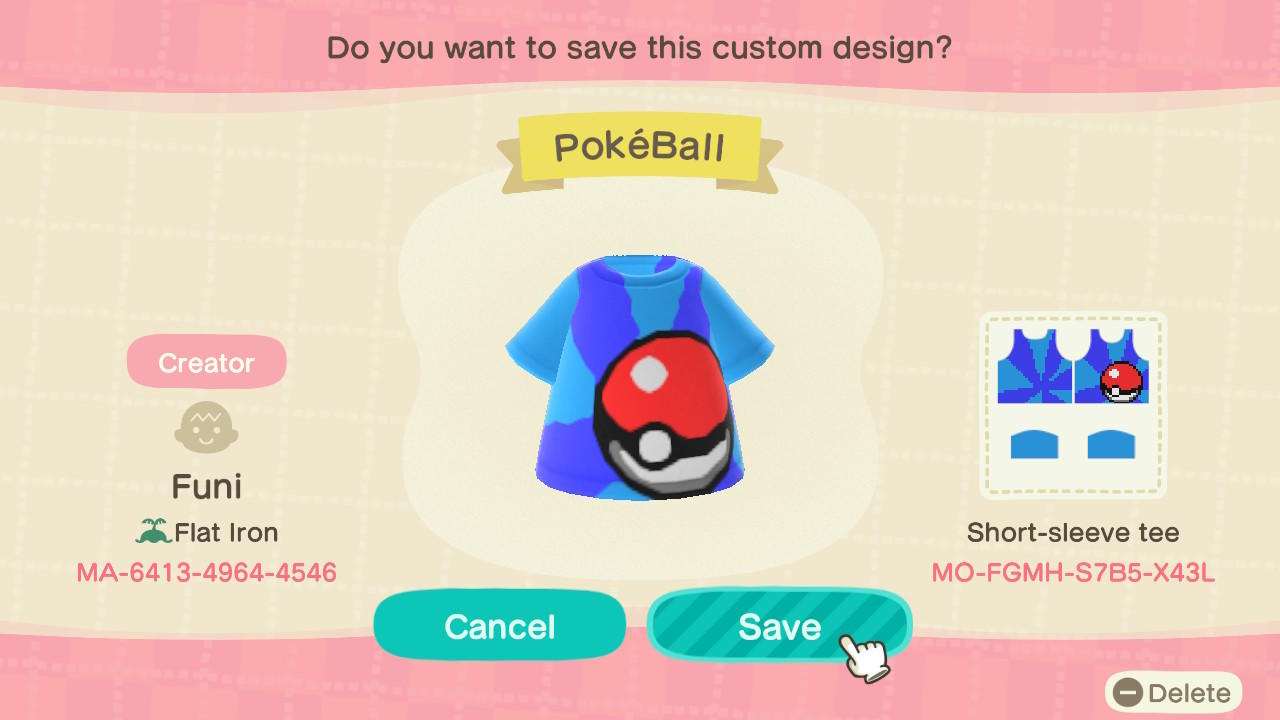 Do you want to save this custom design?
PokéBall
Creator
Funi
Flat Iron
MA-6413-4964-4546
Short-sleeve tee
MO-FGMH-S7B5-X43L
Cancel
Save
Delete